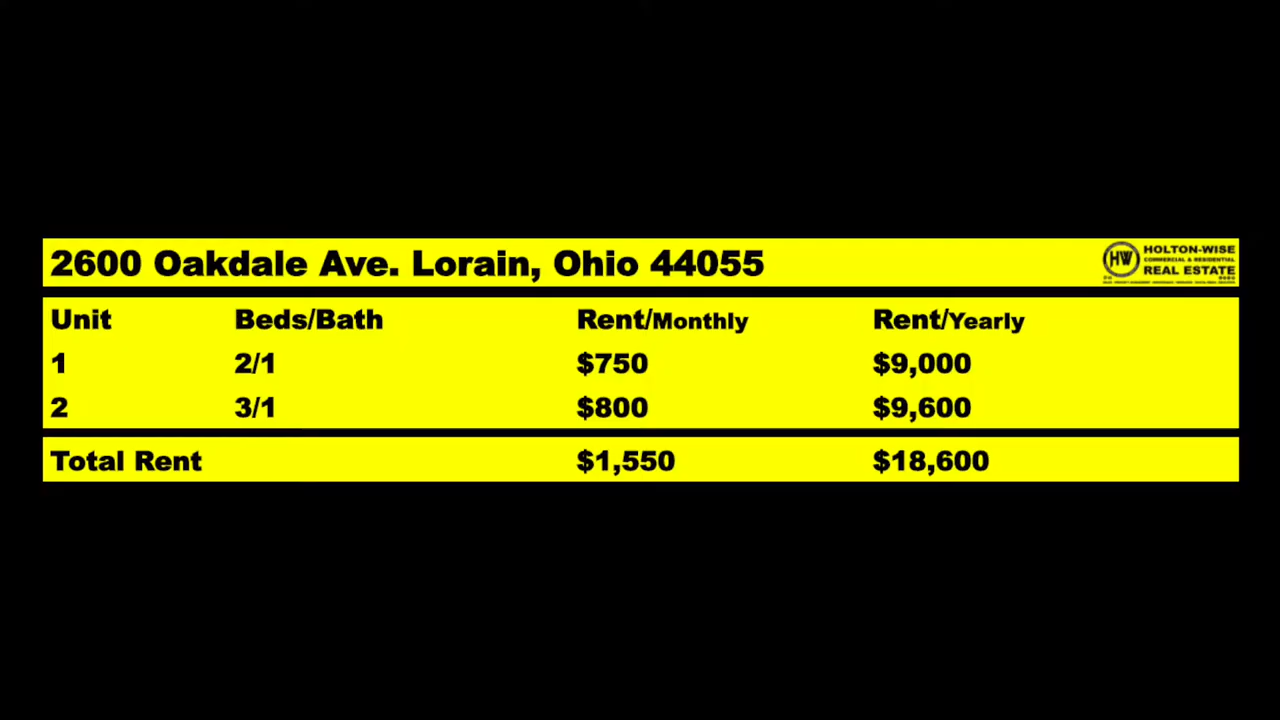 2600 Oakdale Ave. Lorain, Ohio 44055
HOLTON-WISE
COMMERCIAL & RESIDENTIAL
REAL ESTATE
HW
Unit Beds/Bath Rent/Monthly Rent/Yearly
1 2/1 $750 $9,000
2 3/1 $800 $9,600
Total Rent $1,550 $18,600